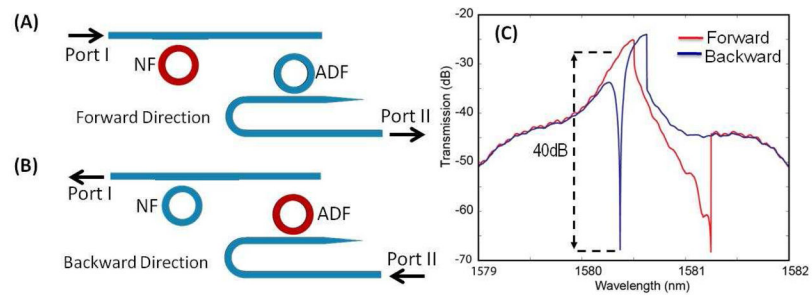 (A)
Port I
NF
ADF
Port II
Forward Direction
(B)
Port I
NF
ADF
Port II
Backward Direction
(C)
Forward
Backward
40dB
Transmission (dB)
-20
-30
-40
-50
-60
-70
1579
1580
1581
1582
Wavelength (nm)